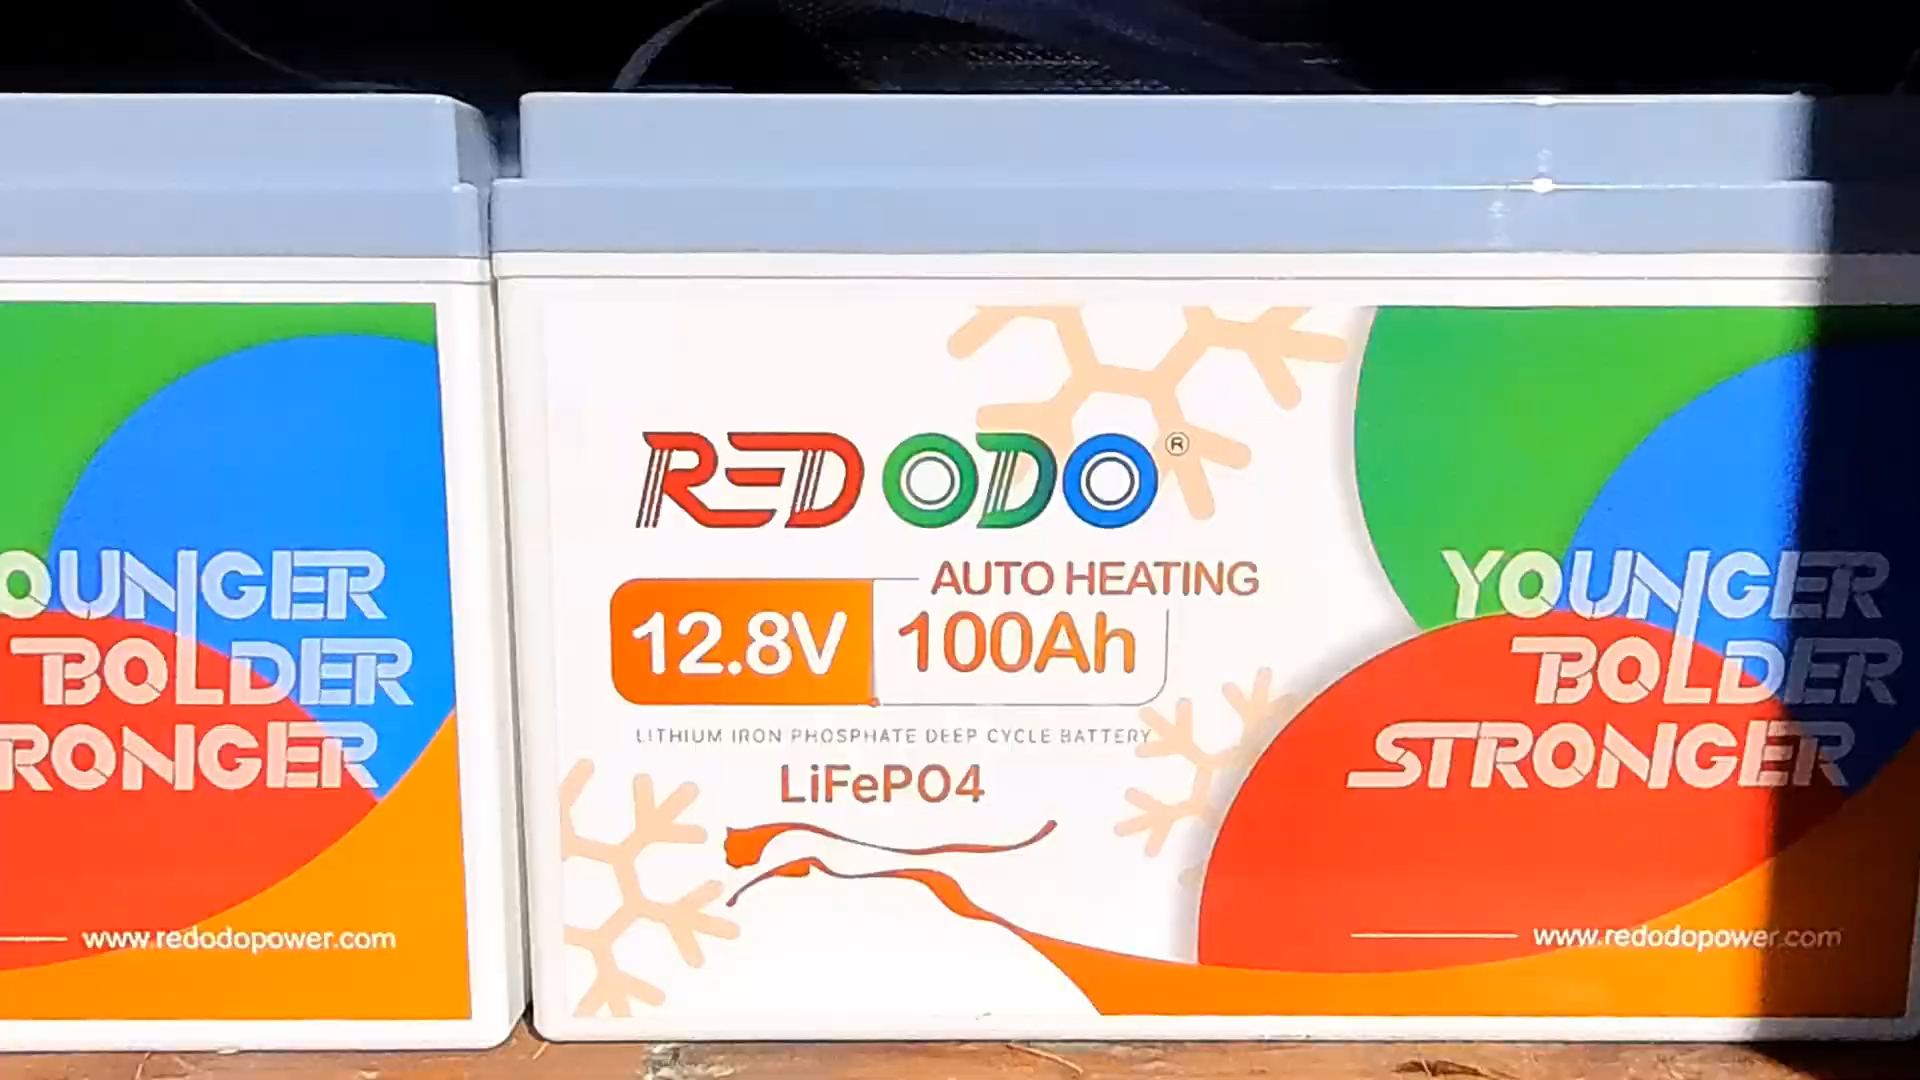 OUNGER
BOLDER
RONGER
www.redodopower.com
REDODO®
AUTO HEATING
12.8V 100Ah
LITHIUM IRON PHOSPHATE DEEP CYCLE BATTERY
LiFePO4
YOUNGER
BOLDER
STRONGER
www.redodopower.com